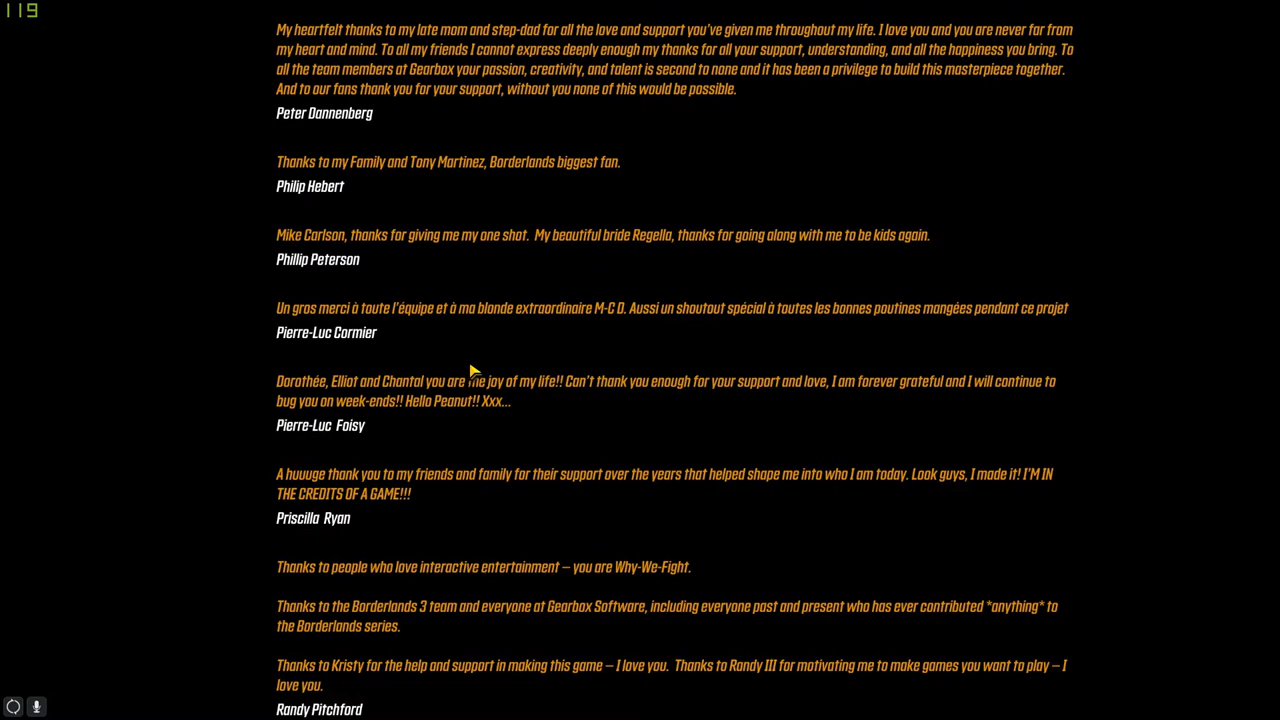 119
My heartfelt thanks to my late mom and step-dad for all the love and support you've given me throughout my life. I love you and you are never far from
my heart and mind. To all my friends I cannot express deeply enough my thanks for all your support, understanding, and all the happiness you bring. To
all the team members at Gearbox your passion, creativity, and talent is second to none and it has been a privilege to build this masterpiece together.
And to our fans thank you for your support, without you none of this would be possible.
Peter Dannenberg
Thanks to my Family and Tony Martinez, Borderlands biggest fan.
Philip Hebert
Mike Carlson, thanks for giving me my one shot.  My beautiful bride Regella, thanks for going along with me to be kids again.
Phillip Peterson
Un gros merci à toute l'équipe et à ma blonde extraordinaire M-C D. Aussi un shoutout spécial à toutes les bonnes poutines mangées pendant ce projet
Pierre-Luc Cormier
Dorothée, Elliot and Chantal you are the joy of my life!! Can't thank you enough for your support and love, I am forever grateful and I will continue to
bug you on week-ends!! Hello Peanut!! Xxx...
Pierre-Luc  Foisy
A huuuge thank you to my friends and family for their support over the years that helped shape me into who I am today. Look guys, I made it! I'M IN
THE CREDITS OF A GAME!!!
Priscilla  Ryan
Thanks to people who love interactive entertainment – you are Why-We-Fight.
Thanks to the Borderlands 3 team and everyone at Gearbox Software, including everyone past and present who has ever contributed *anything* to
the Borderlands series.
Thanks to Kristy for the help and support in making this game – I love you.  Thanks to Randy III for motivating me to make games you want to play – I
love you.
Randy Pitchford